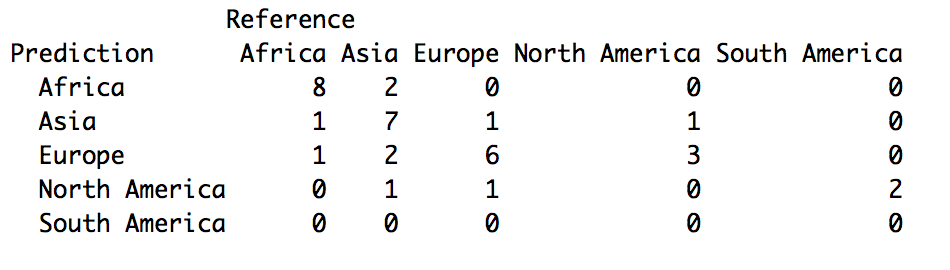 Reference
Prediction Africa Asia Europe North America South America
Africa 8 2 0 0 0
Asia 1 7 1 1 0
Europe 1 2 6 3 0
North America 0 1 1 0 2
South America 0 0 0 0 0